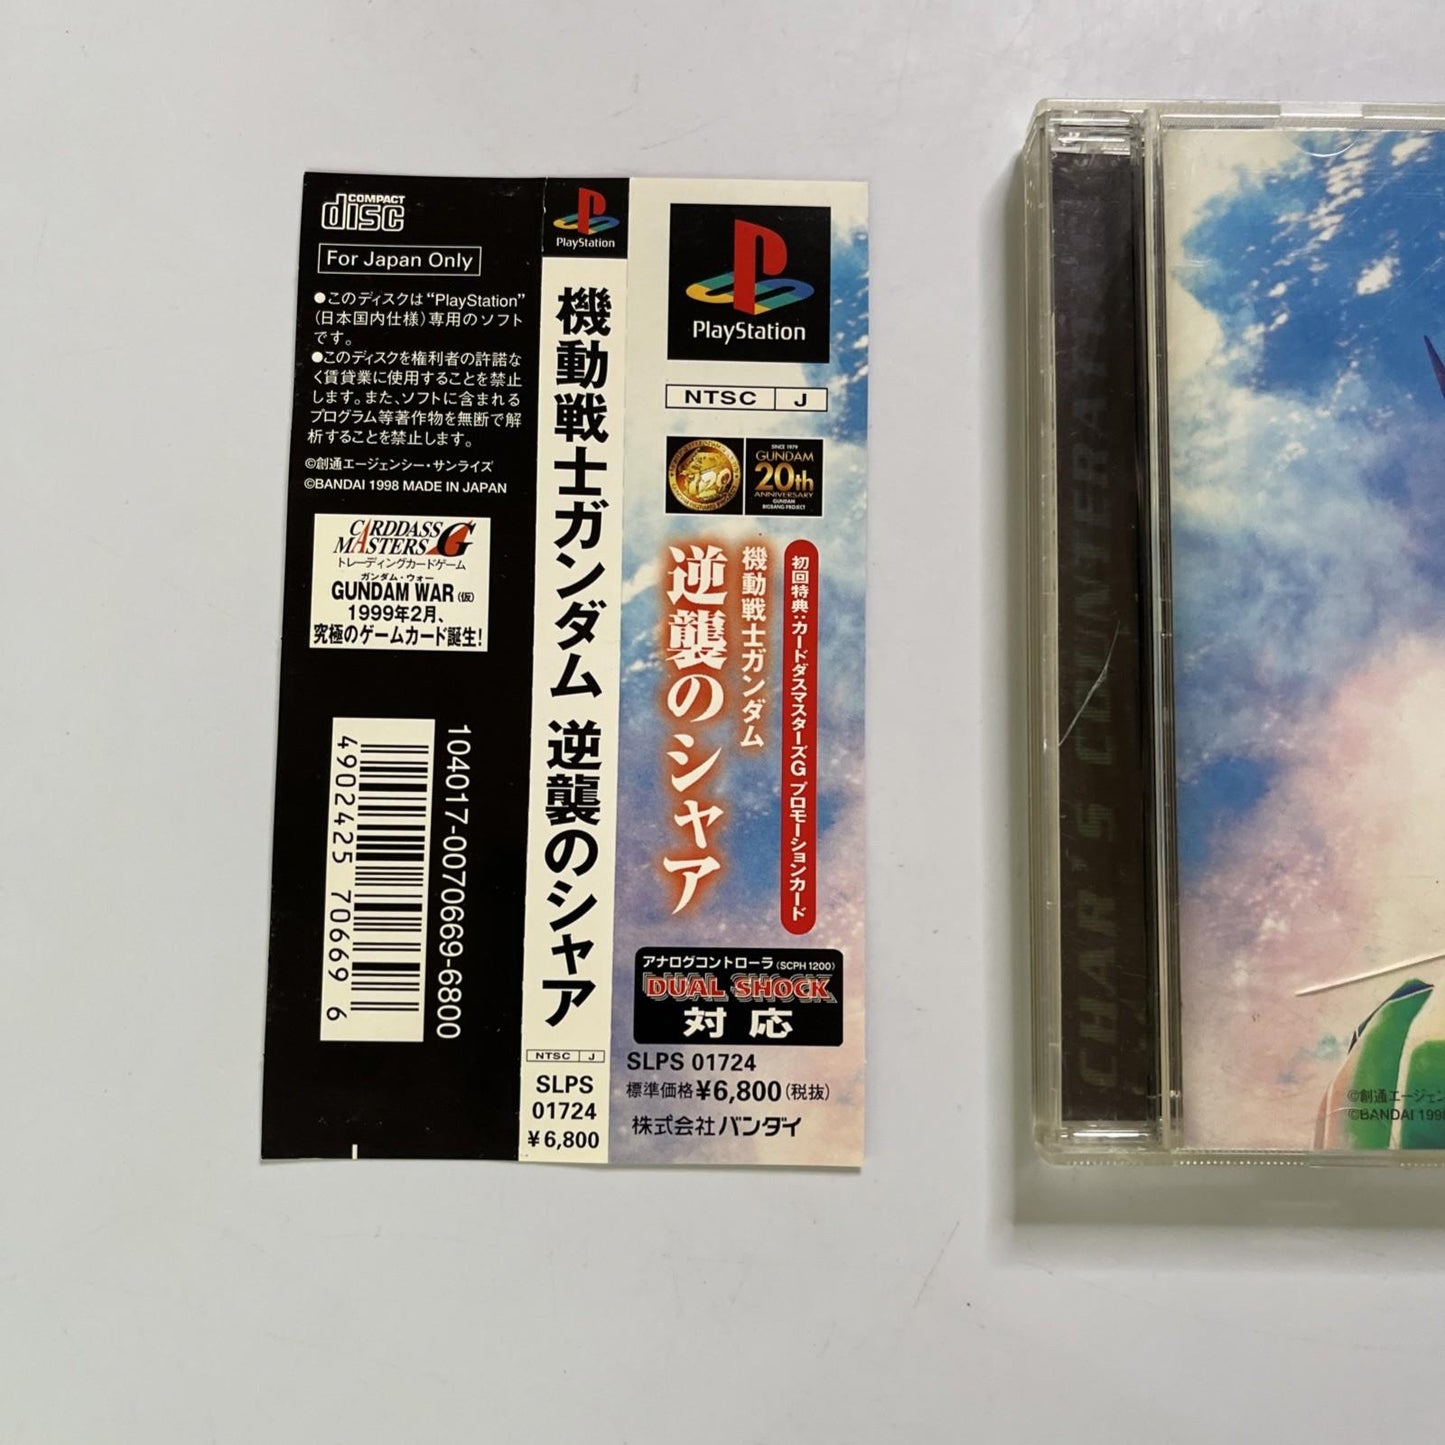 COMPACT
disc
For Japan Only
●このディスクは“PlayStation”
(日本国内仕様)専用のソフト
です。
●このディスクを権利者の許諾な
く賃貸業に使用することを禁止
します。また、ソフトに含まれる
プログラム等著作物を無断で解
析することを禁止します。
©創通エージェンシー・サンライズ
©BANDAI 1998 MADE IN JAPAN
CARDDASS
MASTERS G
トレーディングカードゲーム
ガンダム・ウォー
GUNDAM WAR(仮)
1999年2月、
究極のゲームカード誕生!
104017-0070669-6800
4902425 70669 6
PlayStation
機動戦士ガンダム 逆襲のシャア
NTSC J
SLPS
01724
¥6,800
PlayStation
NTSC J
SINCE 1979
GUNDAM
20th
ANNIVERSARY
GUNDAM
BIGBANG PROJECT
初回特典:カードダスマスターズG プロモーションカード
機動戦士ガンダム
逆襲のシャア
アナログコントローラ(SCPH 1200)
DUAL SHOCK
対応
SLPS 01724
標準価格¥6,800(税抜)
株式会社バンダイ
CHAR'S COUNTERA
©創通エージェン
©BANDAI 199